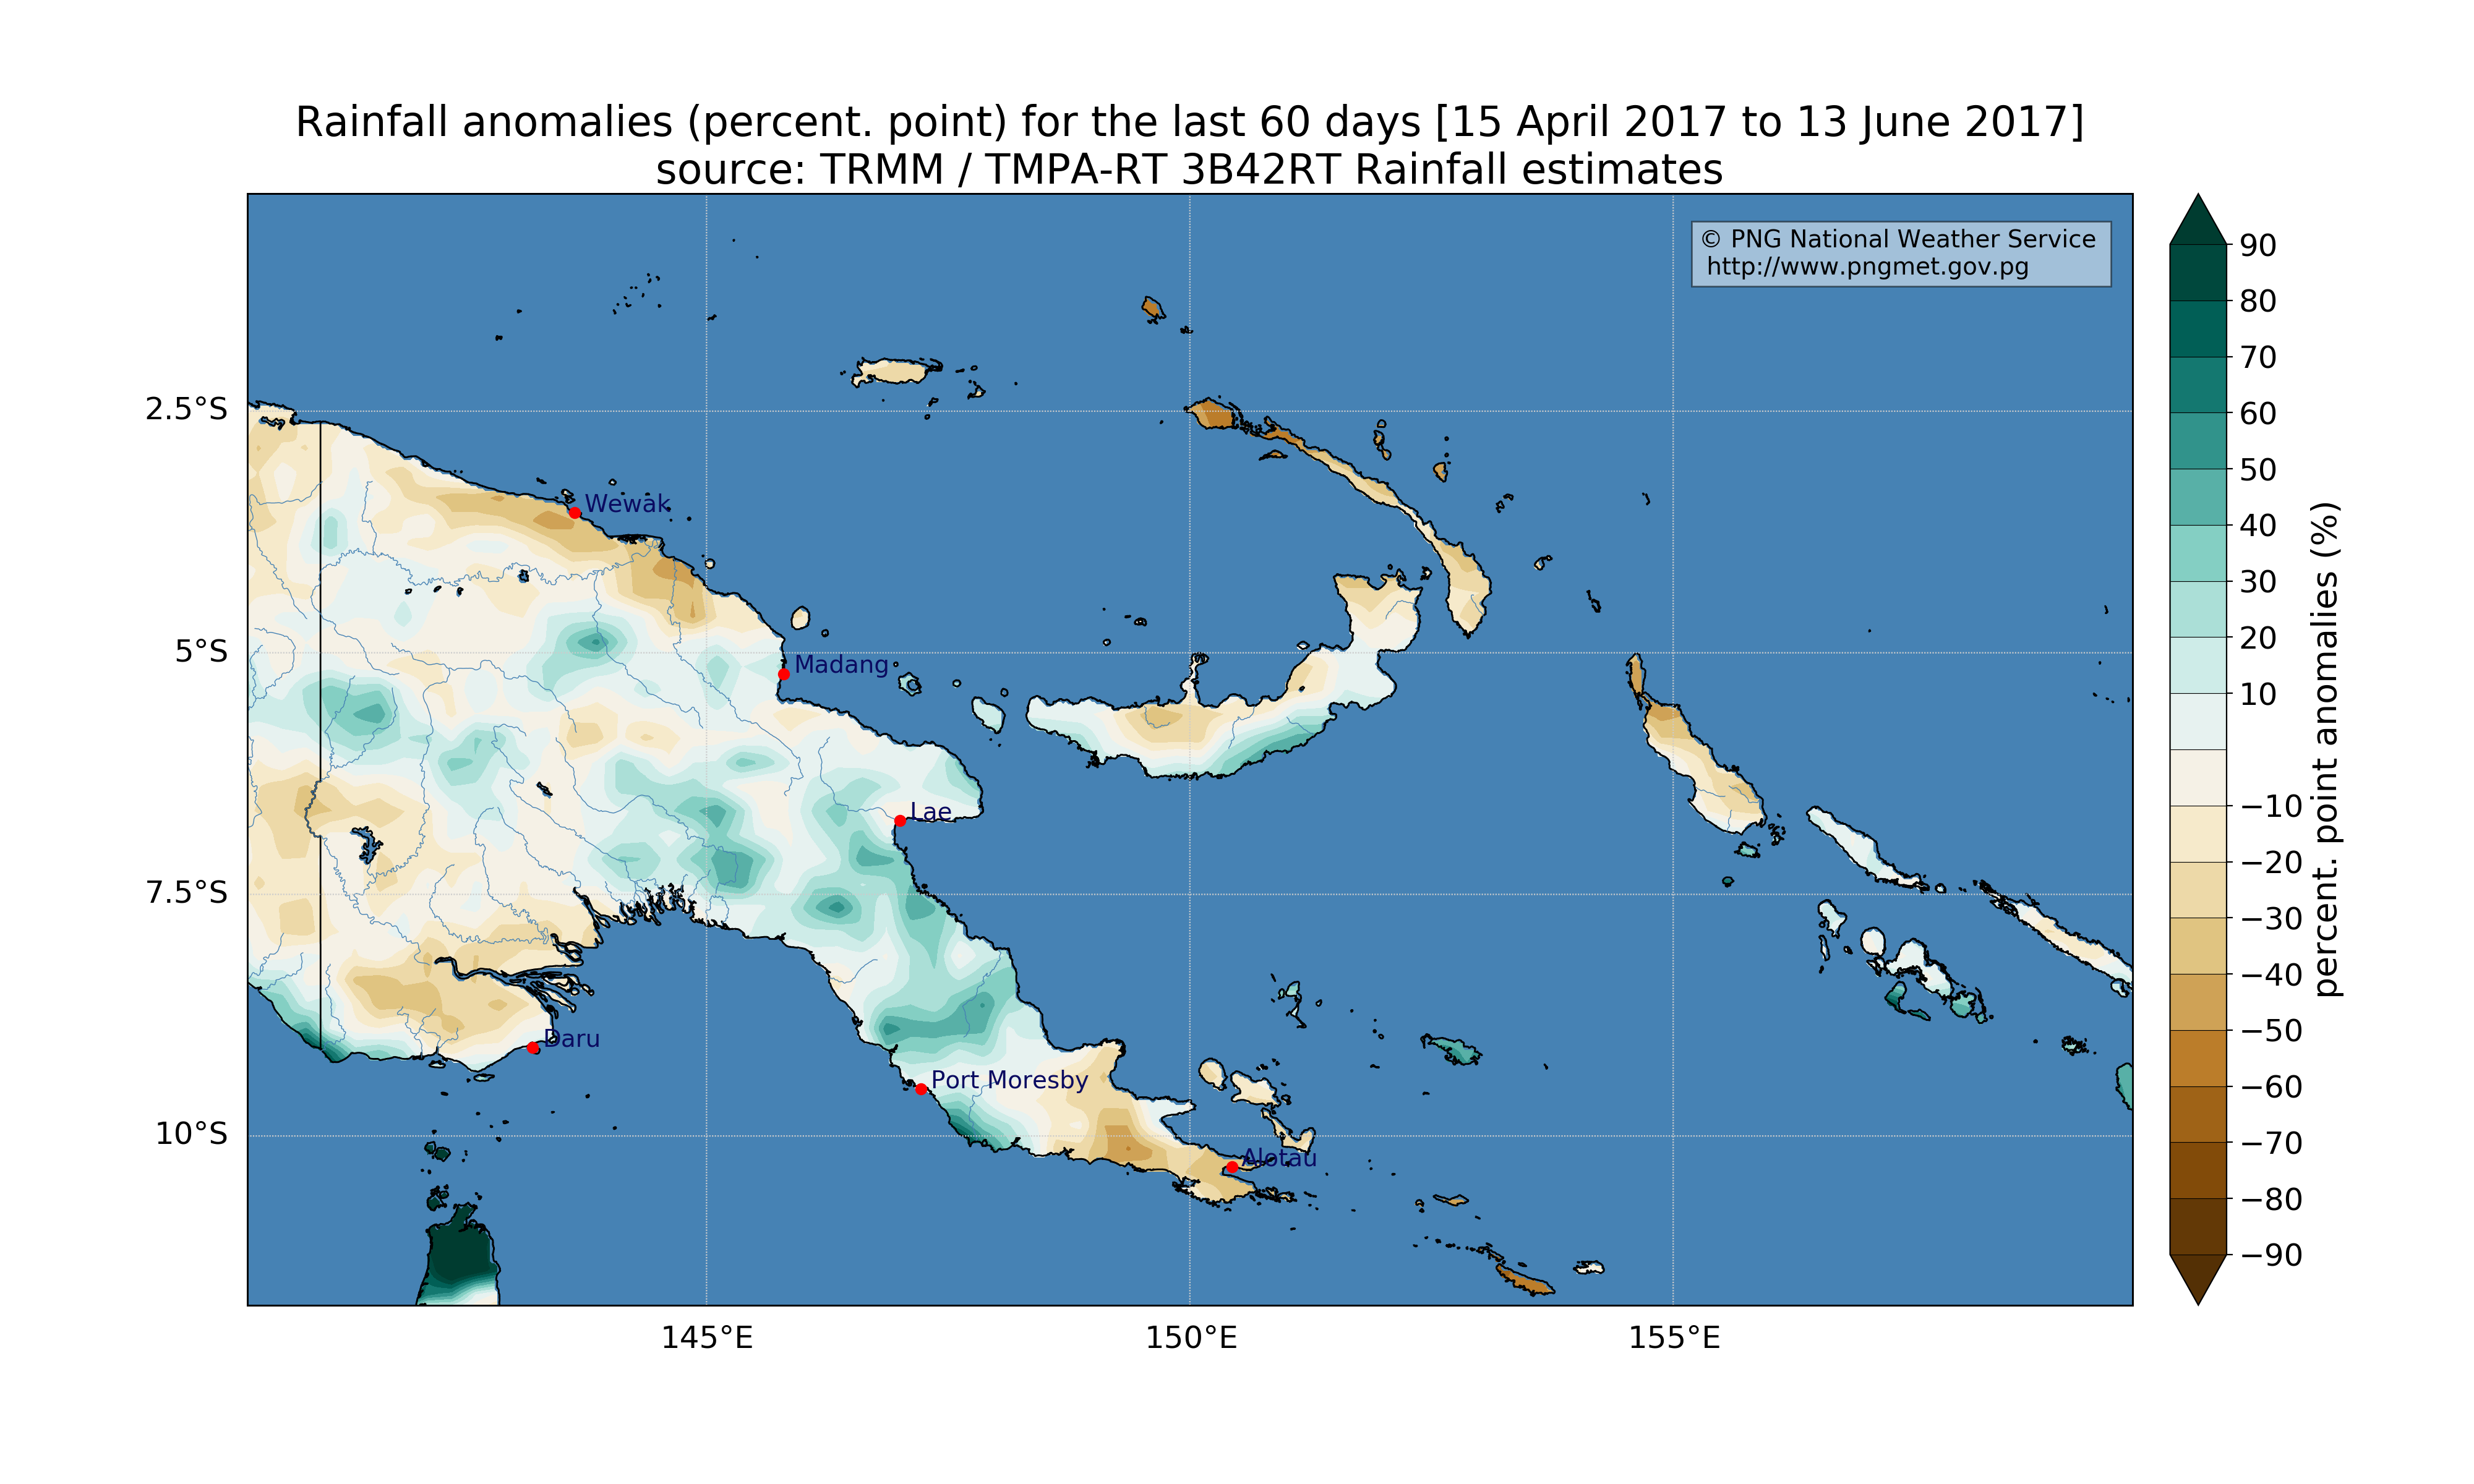 Rainfall anomalies (percent. point) for the last 60 days [15 April 2017 to 13 June 2017]
source: TRMM / TMPA-RT 3B42RT Rainfall estimates
© PNG National Weather Service
http://www.pngmet.gov.pg
2.5°S
5°S
7.5°S
10°S
145°E
150°E
155°E
Wewak
Madang
Lae
Daru
Port Moresby
Alotau
90
80
70
60
50
40
30
20
10
−10
−20
−30
−40
−50
−60
−70
−80
−90
percent. point anomalies (%)